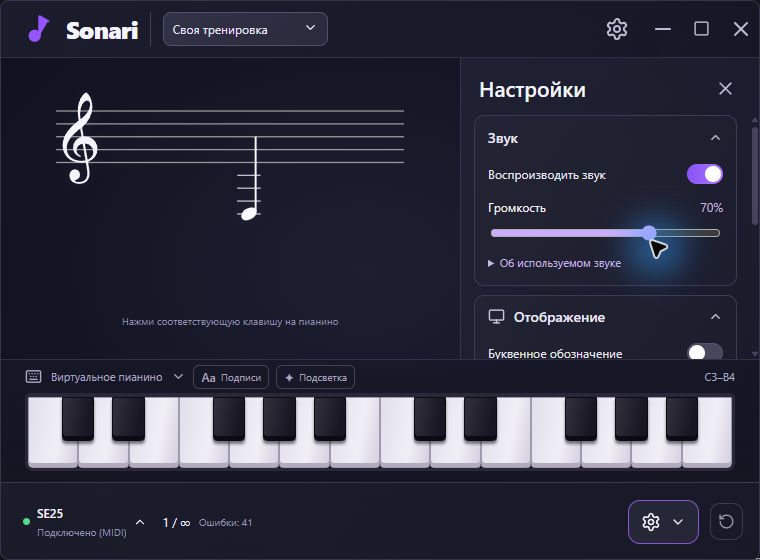 Sonari
Своя тренировка
Настройки
Звук
Воспроизводить звук
Громкость 70%
Об используемом звуке
Отображение
Буквенное обозначение
Нажми соответствующую клавишу на пианино
Виртуальное пианино
Aa Подписи
Подсветка
C3–B4
SE25
Подключено (MIDI)
1 / ∞ Ошибки: 41